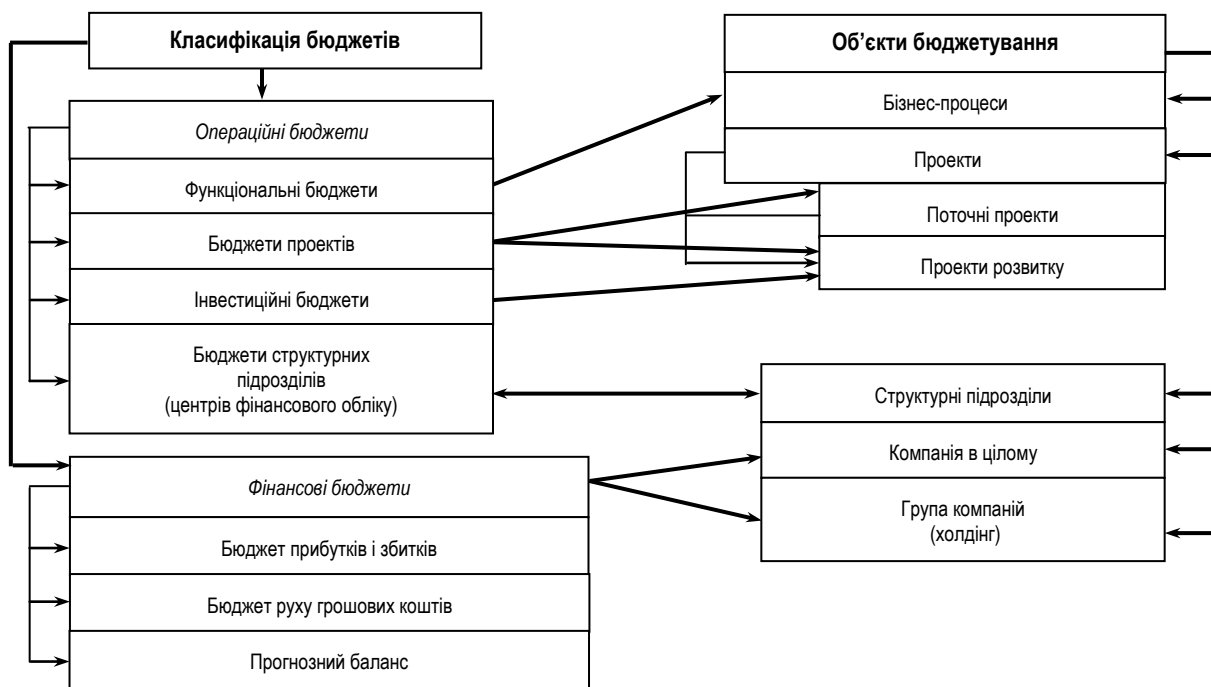 Класифікація бюджетів
Операційні бюджети
Функціональні бюджети
Бюджети проектів
Інвестиційні бюджети
Бюджети структурних
підрозділів
(центрів фінансового обліку)
Фінансові бюджети
Бюджет прибутків і збитків
Бюджет руху грошових коштів
Прогнозний баланс
Об’єкти бюджетування
Бізнес-процеси
Проекти
Поточні проекти
Проекти розвитку
Структурні підрозділи
Компанія в цілому
Група компаній
(холдінг)